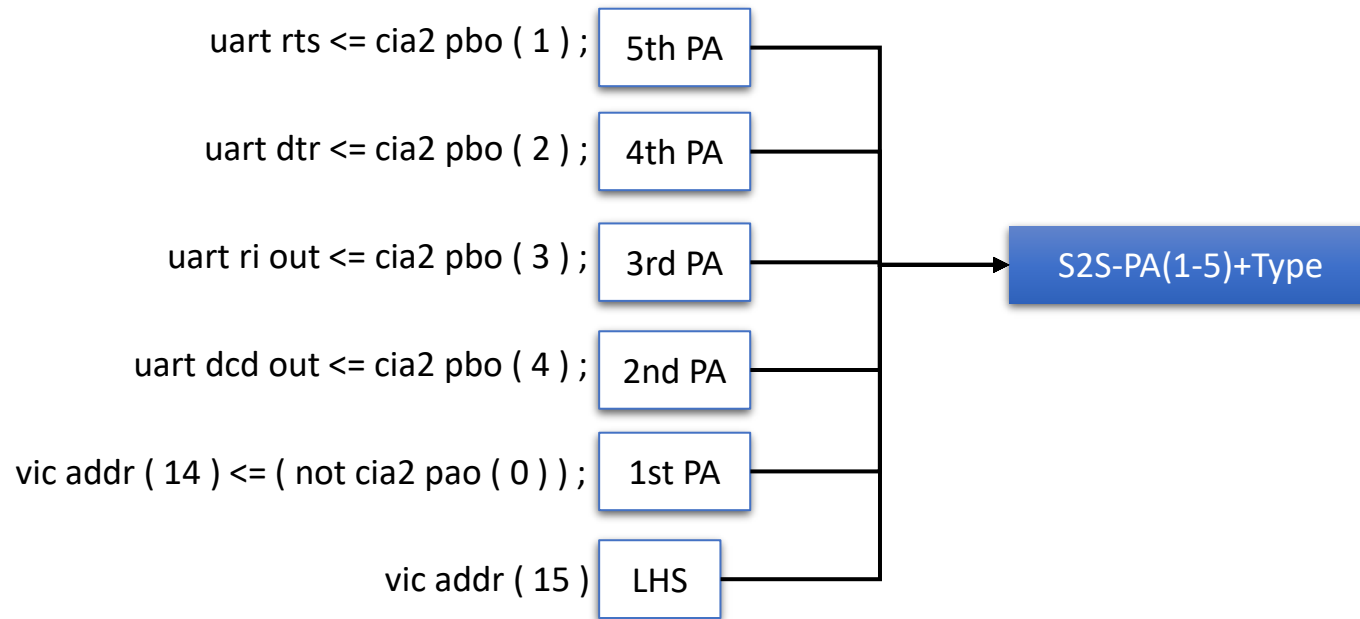 uart rts <= cia2 pbo ( 1 ) ; 5th PA
uart dtr <= cia2 pbo ( 2 ) ; 4th PA
uart ri out <= cia2 pbo ( 3 ) ; 3rd PA
S2S-PA(1-5)+Type
uart dcd out <= cia2 pbo ( 4 ) ; 2nd PA
vic addr ( 14 ) <= ( not cia2 pao ( 0 ) ) ; 1st PA
vic addr ( 15 ) LHS